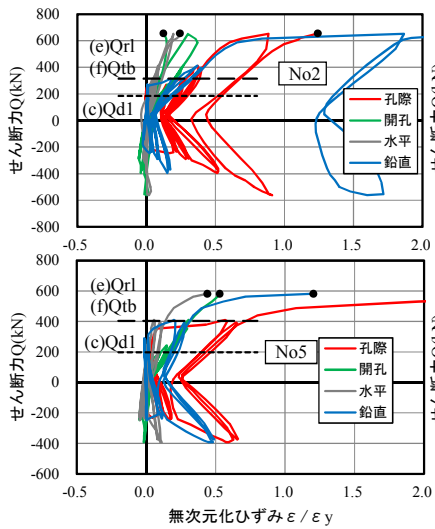 800
600
400
200
0
-200
-400
-600
-800
せん断力Q(kN)
(e)Qrl
(f)Qtb
(c)Qd1
No2
孔際
開孔
水平
鉛直
-0.5
0.0
0.5
1.0
1.5
2.0
800
600
400
200
0
-200
-400
-600
せん断力Q(kN)
(e)Qrl
(f)Qtb
(c)Qd1
No5
孔際
開孔
水平
鉛直
-0.5
0.0
0.5
1.0
1.5
2.0
無次元化ひずみε/εy